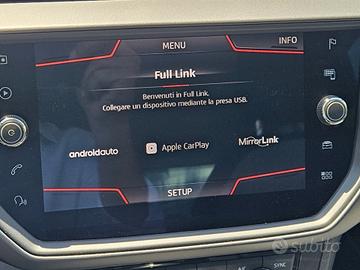 MENU
INFO
Full Link
Benvenuti in Full Link.
Collegare un dispositivo mediante la presa USB.
androidauto
Apple CarPlay
MirrorLink
SETUP
A/C
SYNC
subito